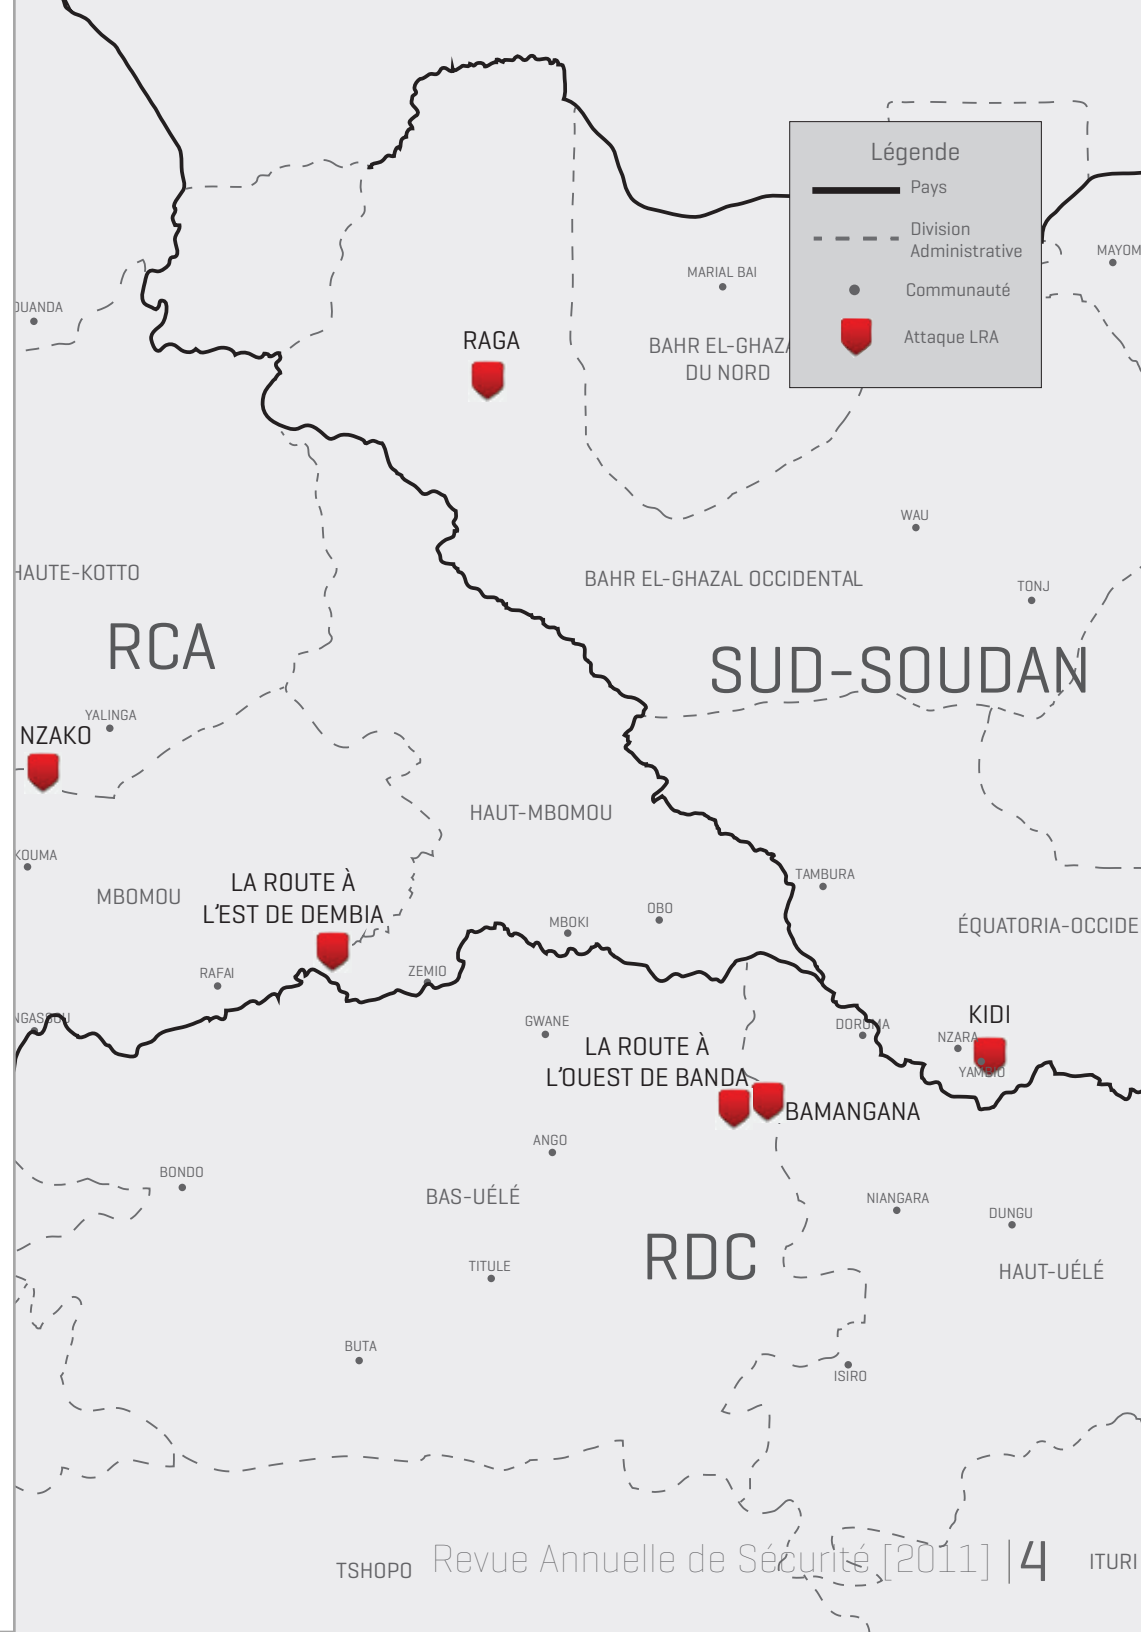 Légende
Pays
Division
Administrative
Communauté
Attaque LRA
MAYOM
MARIAL BAI
RAGA
BAHR EL-GHAZA
DU NORD
WAU
HAUTE-KOTTO
BAHR EL-GHAZAL OCCIDENTAL
TONJ
RCA
SUD-SOUDAN
YALINGA
NZAKO
HAUT-MBOMOU
KOUMA
TAMBURA
LA ROUTE À
L'EST DE DEMBIA
MBOMOU
OBO
MBOKI
ÉQUATORIA-OCCIDE
RAFAI
ZEMIO
KIDI
GWANE
DORUMA
NZARA
LA ROUTE À
L'OUEST DE BANDA
YAMBIO
BAMANGANA
ANGO
BONDO
BAS-UÉLÉ
NIANGARA
DUNGU
RDC
TITULE
HAUT-UÉLÉ
BUTA
ISIRO
TSHOPO
Revue Annuelle de Sécurité [2011] |4
ITURI